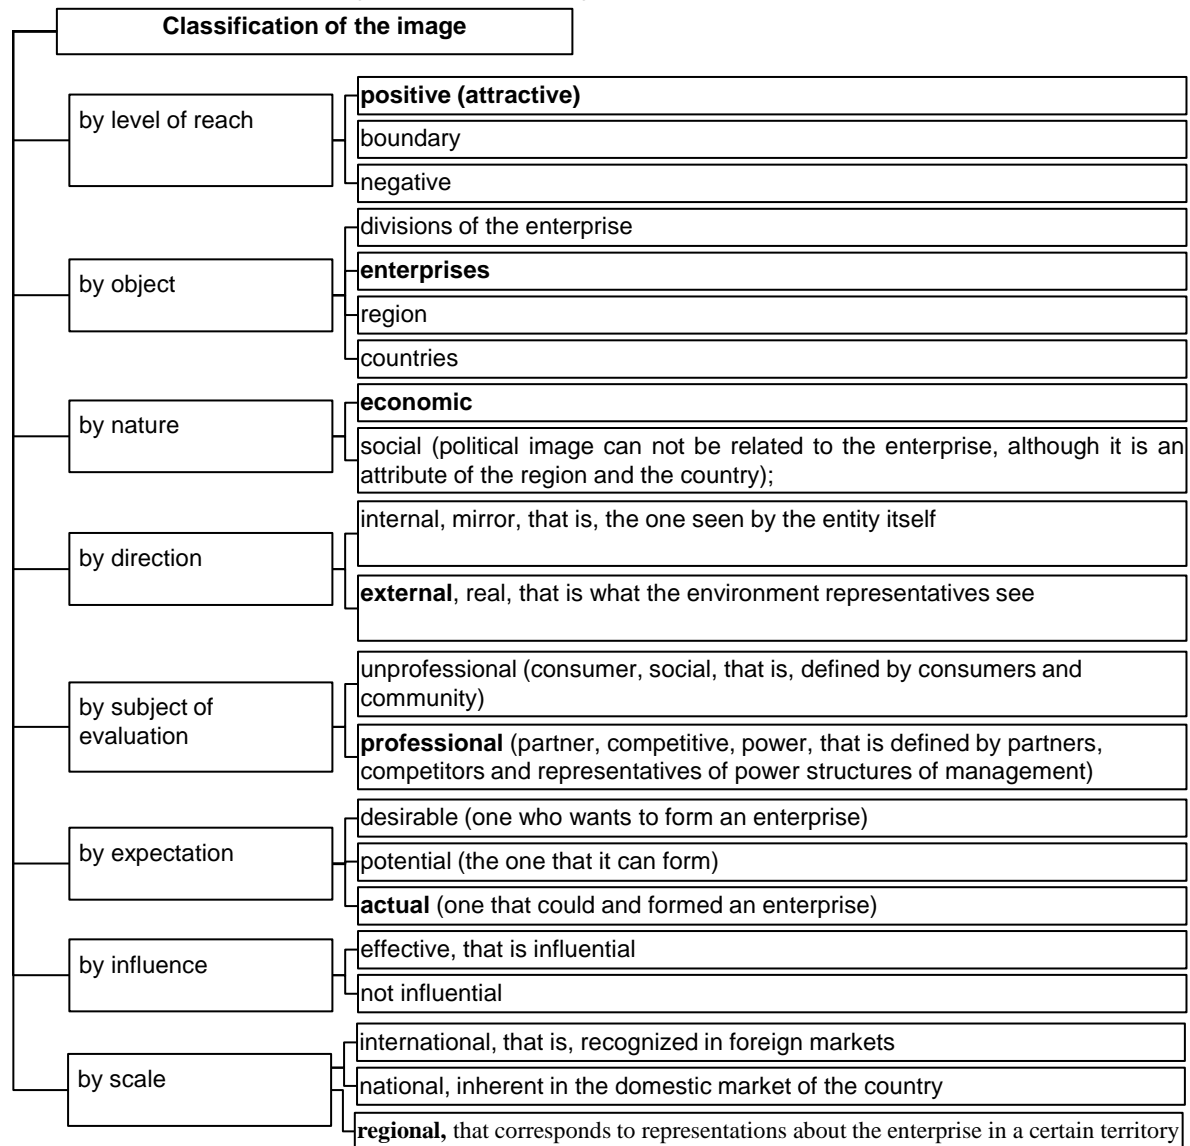 Classification of the image
by level of reach
positive (attractive)
boundary
negative
by object
divisions of the enterprise
enterprises
region
countries
by nature
economic
social (political image can not be related to the enterprise, although it is an
attribute of the region and the country);
by direction
internal, mirror, that is, the one seen by the entity itself
external, real, that is what the environment representatives see
by subject of
evaluation
unprofessional (consumer, social, that is, defined by consumers and
community)
professional (partner, competitive, power, that is defined by partners,
competitors and representatives of power structures of management)
by expectation
desirable (one who wants to form an enterprise)
potential (the one that it can form)
actual (one that could and formed an enterprise)
by influence
effective, that is influential
not influential
by scale
international, that is, recognized in foreign markets
national, inherent in the domestic market of the country
regional, that corresponds to representations about the enterprise in a certain territory